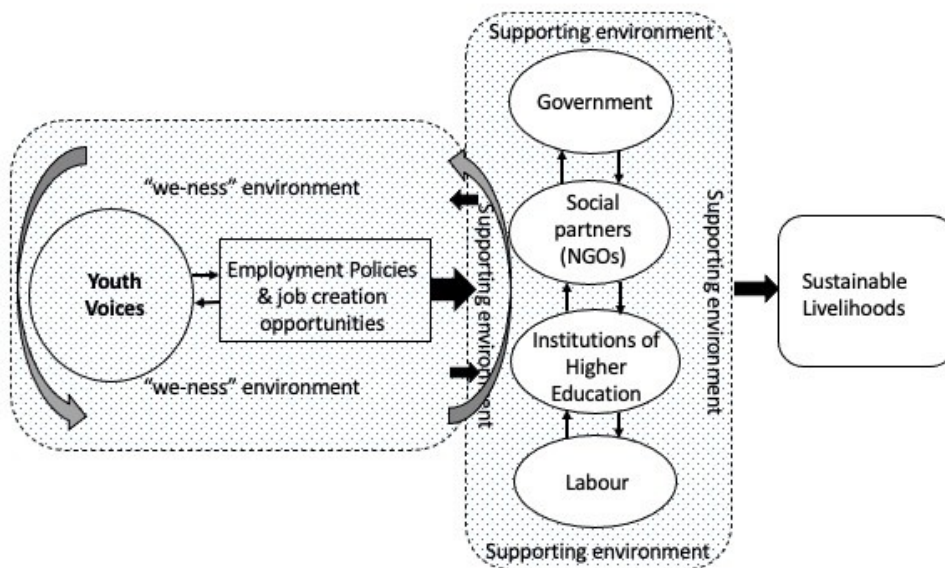 Supporting environment
Government
"we-ness" environment
Supporting environment
Social
partners
(NGOs)
Supporting environment
Youth
Voices
Employment Policies
& job creation
opportunities
Sustainable
Livelihoods
Institutions of
Higher
Education
"we-ness" environment
Labour
Supporting environment